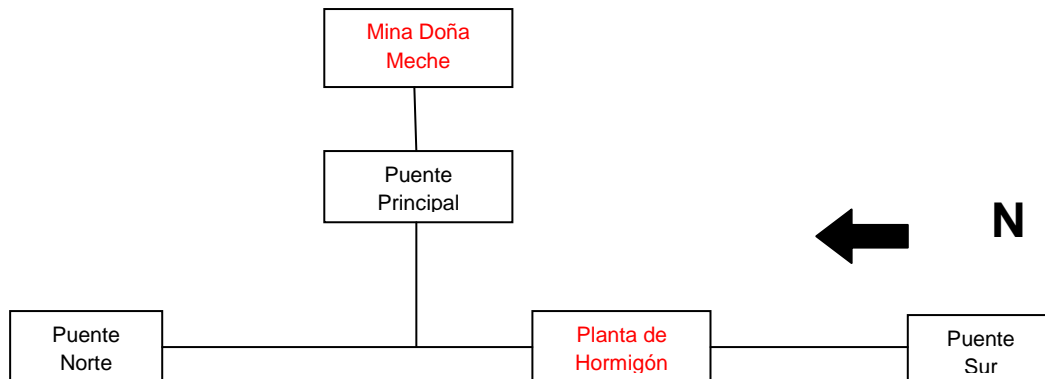 Mina Doña
Meche
Puente
Principal
N
Puente
Norte
Planta de
Hormigón
Puente
Sur